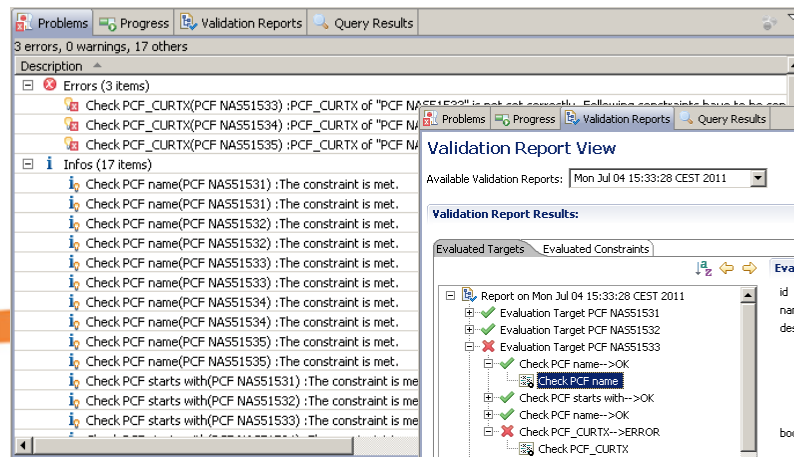 Problems Progress Validation Reports Query Results
3 errors, 0 warnings, 17 others
Description
Errors (3 items)
Check PCF_CURTX(PCF NAS51533) :PCF_CURTX of "PCF NAS51533" is not set correctly. Following constraints have to be
Check PCF_CURTX(PCF NAS51534) :PCF_CURTX of "PCF
Check PCF_CURTX(PCF NAS51535) :PCF_CURTX of "PCF
Infos (17 items)
Check PCF name(PCF NAS51531) :The constraint is met.
Check PCF name(PCF NAS51531) :The constraint is met.
Check PCF name(PCF NAS51532) :The constraint is met.
Check PCF name(PCF NAS51532) :The constraint is met.
Check PCF name(PCF NAS51533) :The constraint is met.
Check PCF name(PCF NAS51533) :The constraint is met.
Check PCF name(PCF NAS51534) :The constraint is met.
Check PCF name(PCF NAS51534) :The constraint is met.
Check PCF name(PCF NAS51535) :The constraint is met.
Check PCF name(PCF NAS51535) :The constraint is met.
Check PCF starts with(PCF NAS51531) :The constraint is me
Check PCF starts with(PCF NAS51532) :The constraint is me
Check PCF starts with(PCF NAS51533) :The constraint is me
Problems Progress Validation Reports Query Results
Validation Report View
Available Validation Reports: Mon Jul 04 15:33:28 CEST 2011
Validation Report Results:
Evaluated Targets Evaluated Constraints
Eva
Report on Mon Jul 04 15:33:28 CEST 2011
id
Evaluation Target PCF NAS51531
nar
Evaluation Target PCF NAS51532
des
Evaluation Target PCF NAS51533
Check PCF name-->OK
Check PCF name
Check PCF starts with-->OK
Check PCF name-->OK
Check PCF_CURTX-->ERROR
boc
Check PCF_CURTX